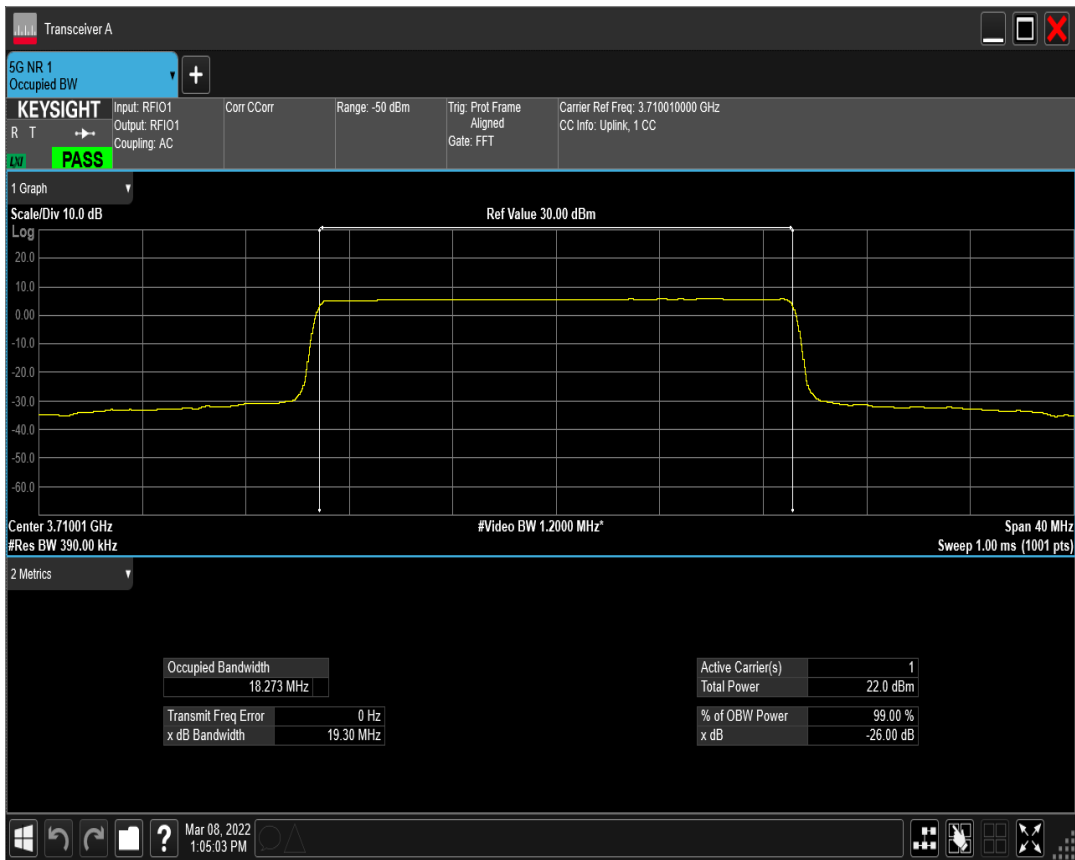 Transceiver A
5G NR 1
Occupied BW
+
KEYSIGHT
R T
LXI
PASS
Input: RFIO1
Output: RFIO1
Coupling: AC
Corr CCorr
Range: -50 dBm
Trig: Prot Frame
Aligned
Gate: FFT
Carrier Ref Freq: 3.710010000 GHz
CC Info: Uplink, 1 CC
1 Graph
Scale/Div 10.0 dB
Ref Value 30.00 dBm
Log
20.0
10.0
0.00
-10.0
-20.0
-30.0
-40.0
-50.0
-60.0
Center 3.71001 GHz
#Video BW 1.2000 MHz*
Span 40 MHz
#Res BW 390.00 kHz
Sweep 1.00 ms (1001 pts)
2 Metrics
Occupied Bandwidth
18.273 MHz
Transmit Freq Error 0 Hz
x dB Bandwidth 19.30 MHz
Active Carrier(s) 1
Total Power 22.0 dBm
% of OBW Power 99.00 %
x dB -26.00 dB
?
Mar 08, 2022
1:05:03 PM